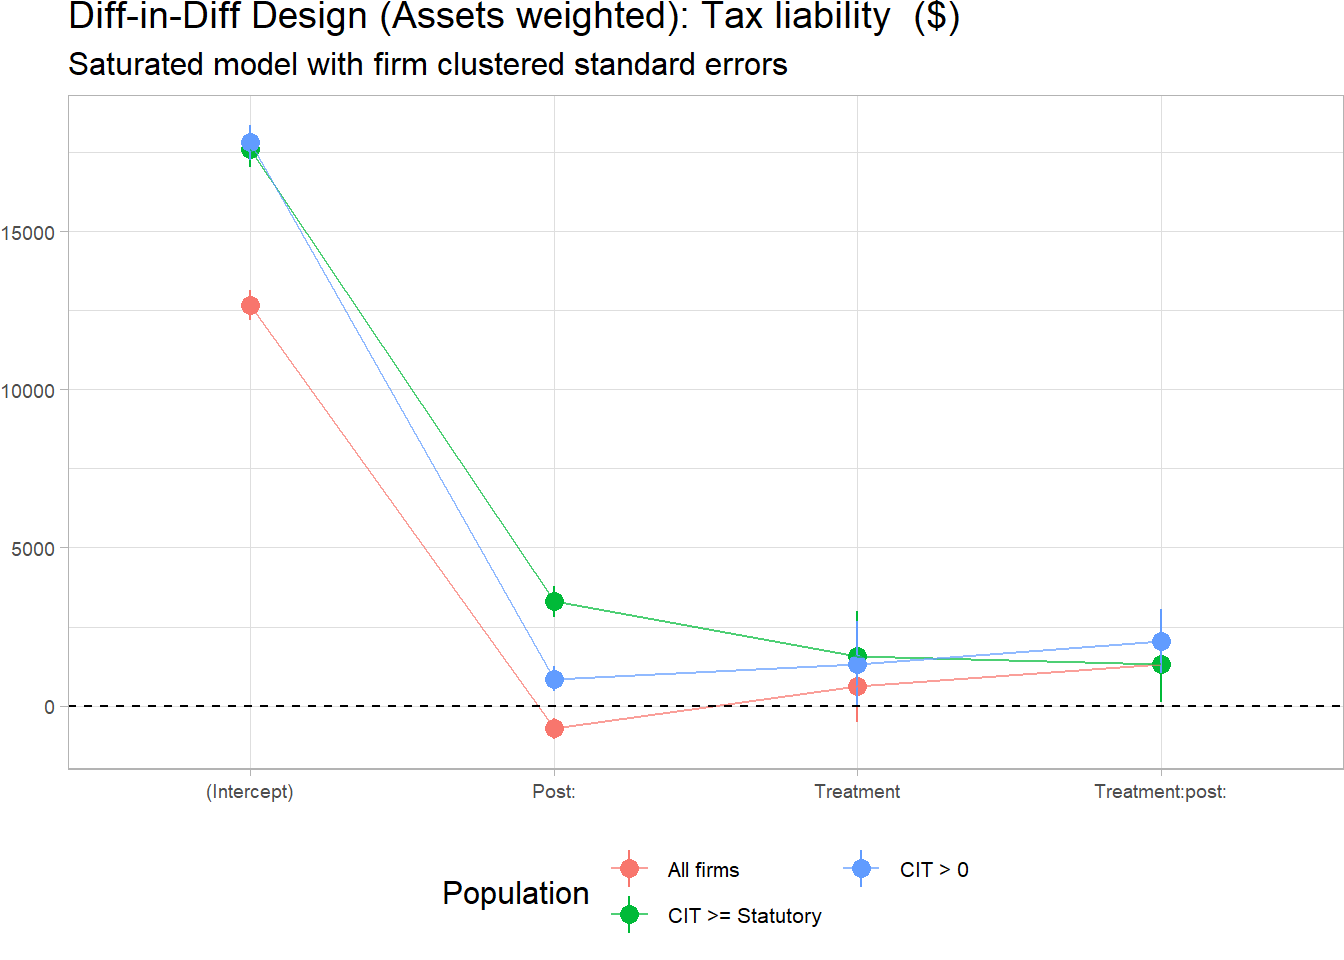 Diff-in-Diff Design (Assets weighted): Tax liability  ($)
Saturated model with firm clustered standard errors
15000
10000
5000
0
(Intercept) Post: Treatment Treatment:post:
Population
All firms
CIT > 0
CIT >= Statutory